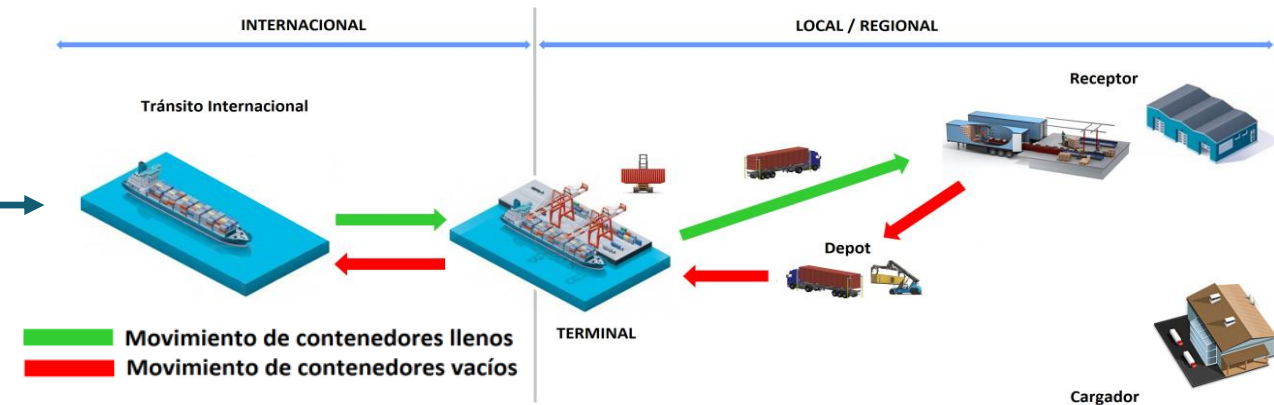 INTERNACIONAL
LOCAL / REGIONAL
Tránsito Internacional
Receptor
Depot
TERMINAL
Movimiento de contenedores llenos
Movimiento de contenedores vacíos
Cargador